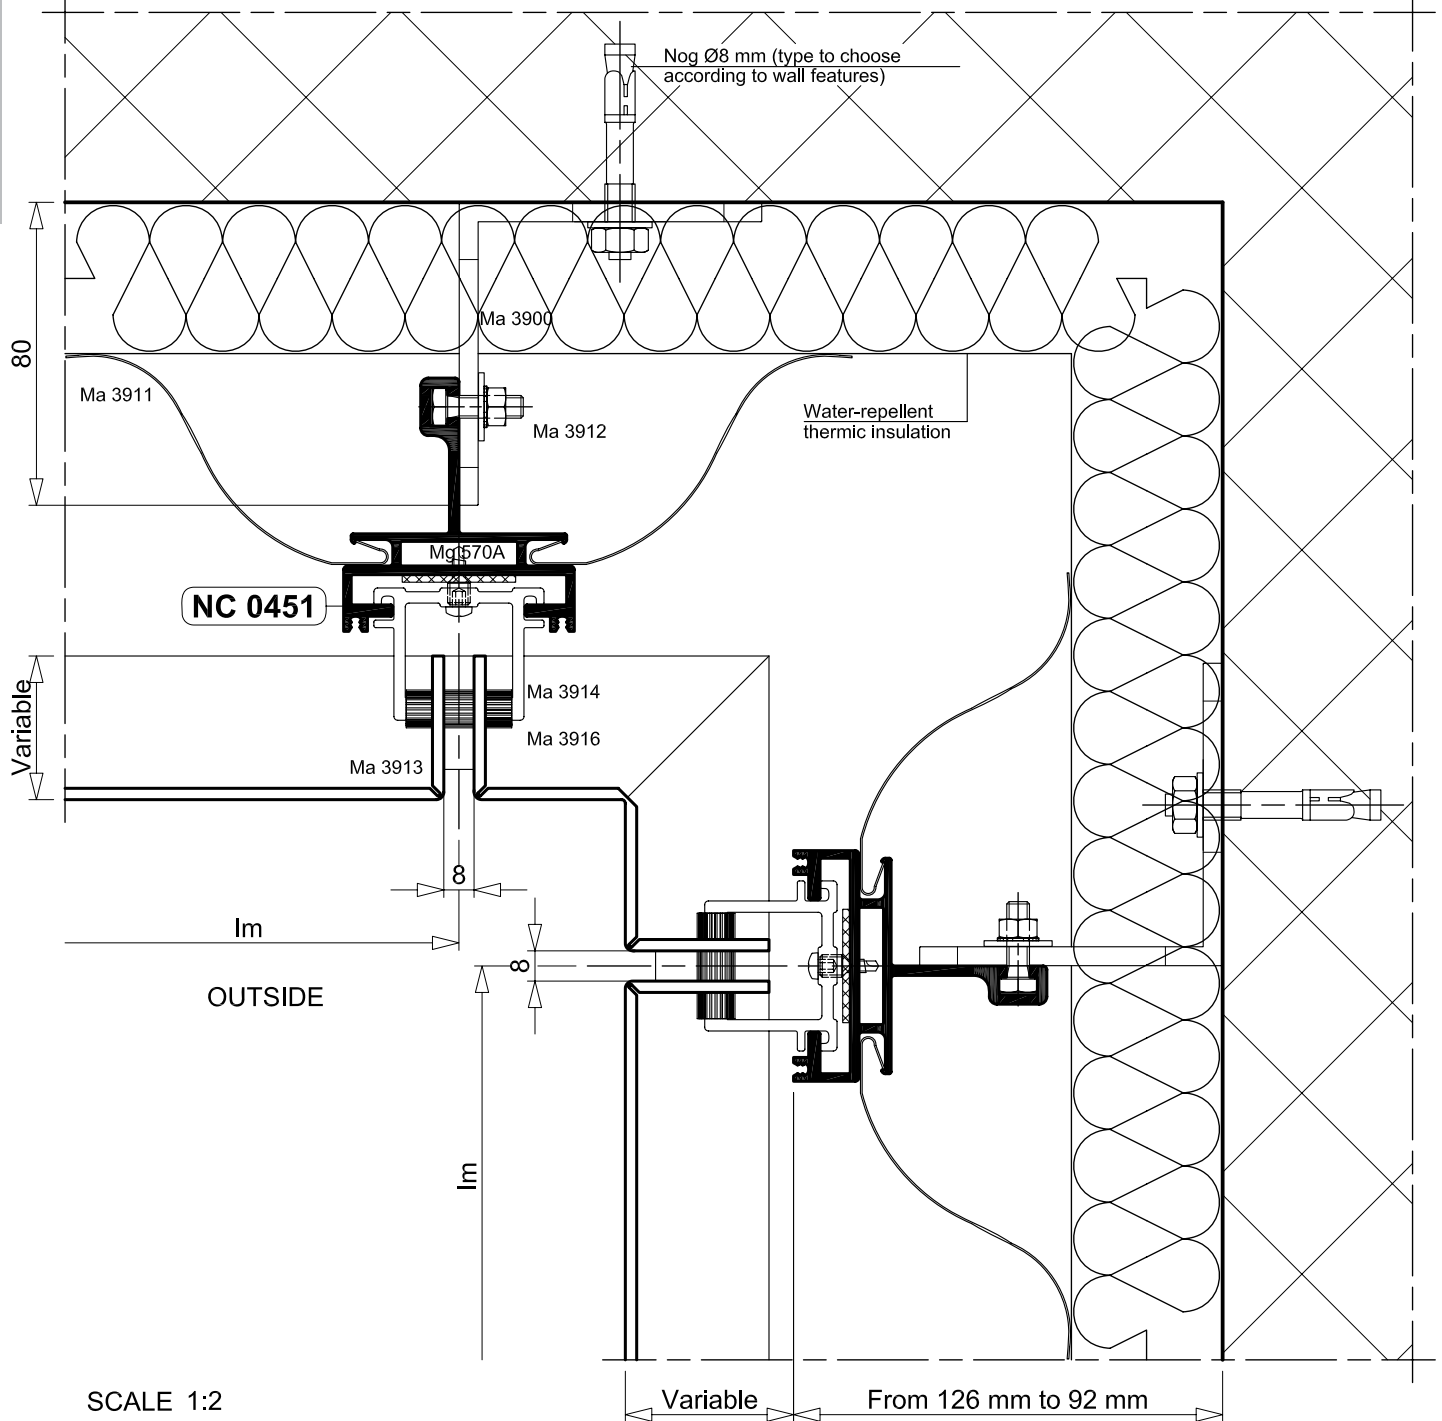 Nog Ø8 mm (type to choose
according to wall features)
80
Ma 3900
Ma 3911
Ma 3912
Water-repellent
thermic insulation
Mg 570A
NC 0451
Variable
Ma 3914
Ma 3916
Ma 3913
8
lm
8
OUTSIDE
lm
SCALE 1:2
Variable
From 126 mm to 92 mm